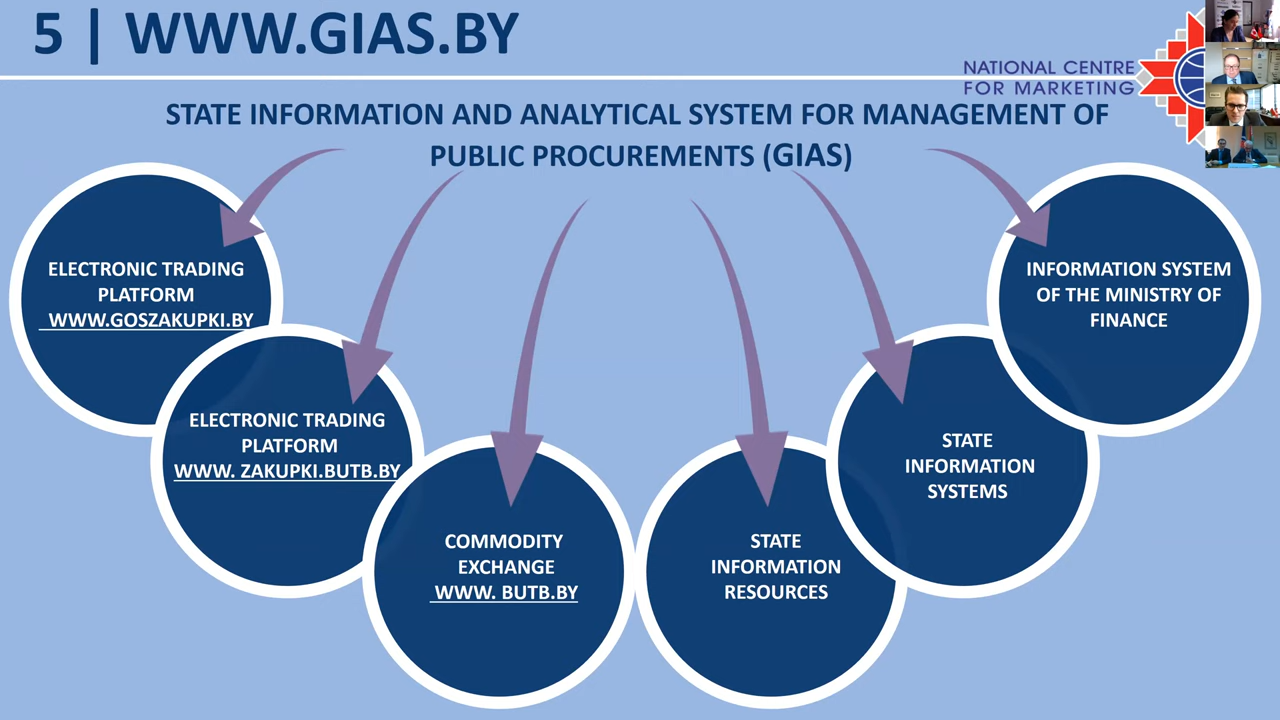 5 | WWW.GIAS.BY
NATIONAL CENTRE
FOR MARKETING
STATE INFORMATION AND ANALYTICAL SYSTEM FOR MANAGEMENT OF
PUBLIC PROCUREMENTS (GIAS)
ELECTRONIC TRADING
PLATFORM
WWW.GOSZAKUPKI.BY
ELECTRONIC TRADING
PLATFORM
WWW. ZAKUPKI.BUTB.BY
COMMODITY
EXCHANGE
WWW. BUTB.BY
STATE
INFORMATION
RESOURCES
STATE
INFORMATION
SYSTEMS
INFORMATION SYSTEM
OF THE MINISTRY OF
FINANCE